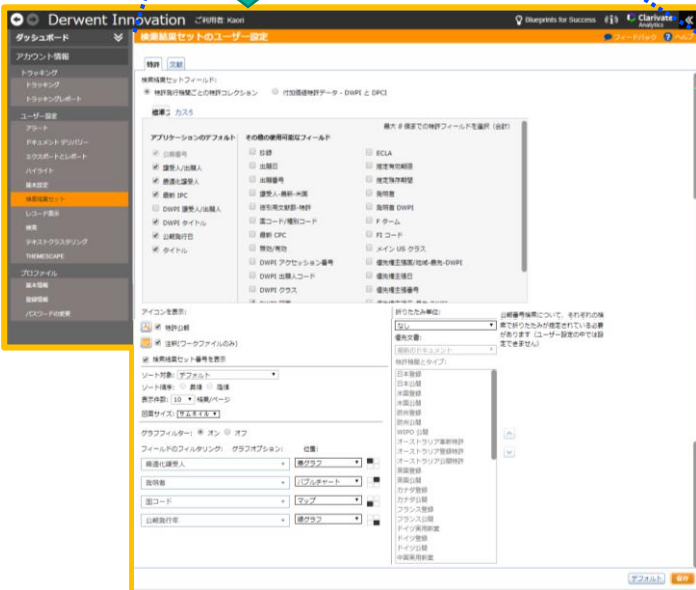 Derwent Innovation ご利用者: Kaori
Blueprints for Success
Clarivate
Analytics
ダッシュボード
検索結果セットのユーザー設定
フィードバック ヘルプ
アカウント情報
トラッキング
トラッキング
トラッキングレポート
ユーザー設定
アラート
ドキュメント デリバリー
エクスポートとレポート
ハイライト
基本設定
検索結果セット
レコード表示
検索
テキストクラスタリング
THEMESCAPE
プロファイル
基本情報
登録情報
パスワードの変更
特許 文献
検索結果セットフィールド:
特許発行機関ごとの特許コレクション 付加価値特許データ - DWPI と DPCI
最大 8 個までの特許フィールドを選択 (合計)
アプリケーションのデフォルト その他の使用可能なフィールド
公報番号
譲受人/出願人
最適化譲受人
最新 IPC
DWPI 譲受人/出願人
DWPI タイトル
公報発行日
タイトル
抄録
出願日
出願番号
譲受人-最新-米国
被引用文献数-特許
国コード/種別コード
最新 CPC
無効/有効
DWPI アクセッション番号
DWPI 出願人コード
DWPI クラス
ECLA
推定有効期限
推定残存期間
発明者
発明者 DWPI
F ターム
FI コード
メイン US クラス
優先権主張国/地域-最先-DWPI
優先権主張日
優先権主張番号
アイコンを表示:
特許公報
注釈(ワークファイルのみ)
検索結果セット番号を表示
ソート対象: デフォルト
ソート順序: 昇順 降順
表示件数: 10 結果/ページ
図面サイズ: サムネイル
グラフフィルター: オン オフ
フィールドのフィルタリング: グラフオプション: 位置:
最適化譲受人 棒グラフ
発明者 バブルチャート
国コード マップ
公報発行年 棒グラフ
折りたたみ単位:
なし
優先文書:
最新のドキュメント
特許機関とタイプ:
日本登録
日本公開
米国登録
米国公開
欧州登録
欧州公開
WIPO 公開
オーストラリア革新特許
オーストラリア登録特許
オーストラリア公開特許
英国登録
英国公開
カナダ登録
カナダ公開
フランス登録
フランス公開
ドイツ実用新案
ドイツ登録
ドイツ公開
中国実用新案
公報番号検索について、それぞれの検
索で折りたたみが指定されている必要
があります (ユーザー設定の中では設
定できません)
デフォルト 保存